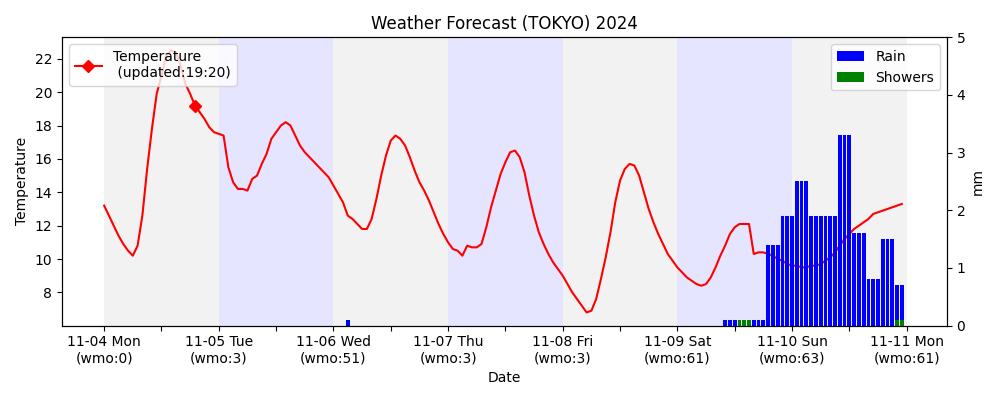 Weather Forecast (TOKYO) 2024
Temperature
(updated:19:20)
Rain
Showers
Temperature
22
20
18
16
14
12
10
8
5
4
3
2
1
0
mm
11-04 Mon
(wmo:0)
11-05 Tue
(wmo:3)
11-06 Wed
(wmo:51)
11-07 Thu
(wmo:3)
11-08 Fri
(wmo:3)
11-09 Sat
(wmo:61)
11-10 Sun
(wmo:63)
11-11 Mon
(wmo:61)
Date